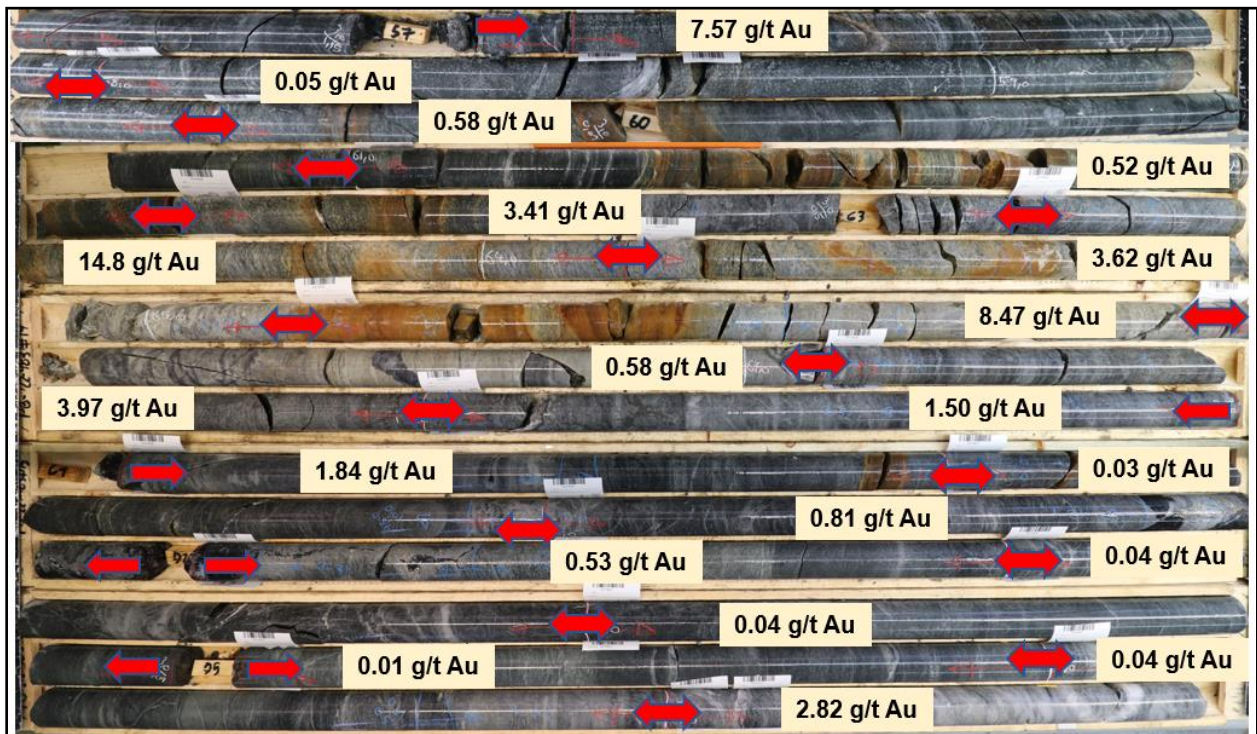 57
7.57 g/t Au
0.05 g/t Au
0.58 g/t Au
60
0.52 g/t Au
3.41 g/t Au
63
14.8 g/t Au
3.62 g/t Au
8.47 g/t Au
0.58 g/t Au
3.97 g/t Au
1.50 g/t Au
1.84 g/t Au
0.03 g/t Au
0.81 g/t Au
0.53 g/t Au
0.04 g/t Au
0.04 g/t Au
0.01 g/t Au
0.04 g/t Au
2.82 g/t Au